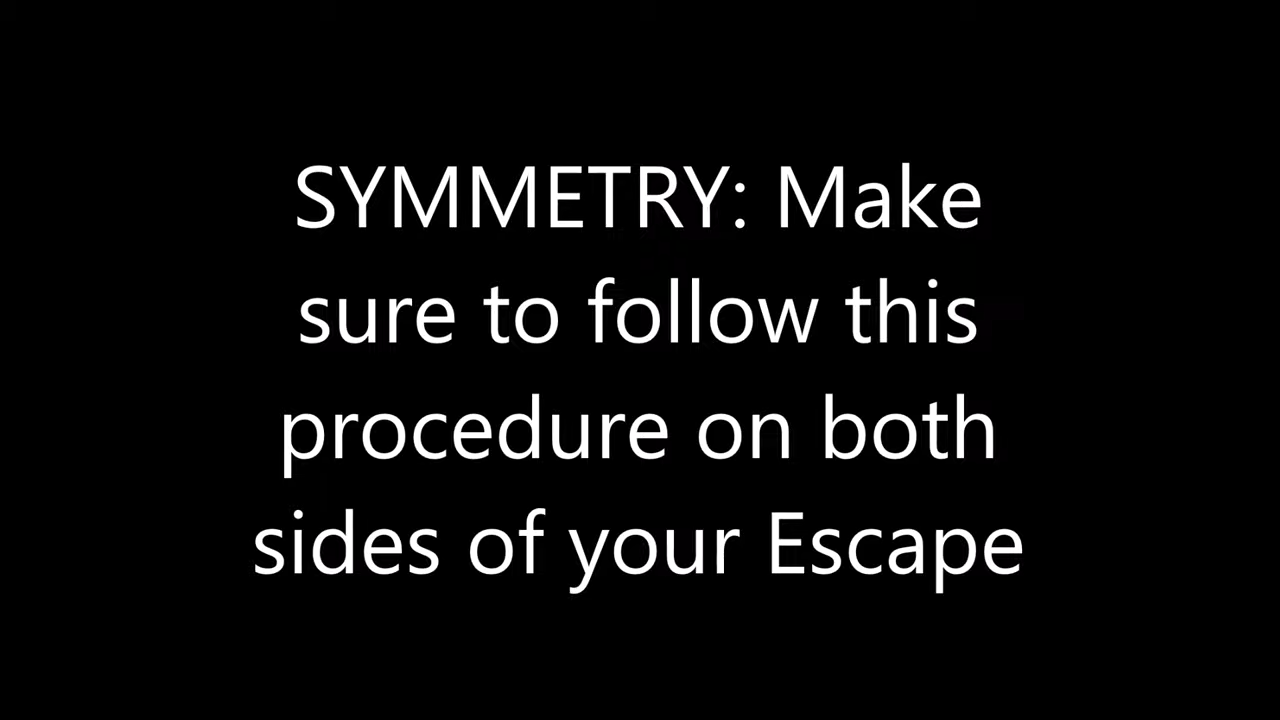 SYMMETRY: Make
sure to follow this
procedure on both
sides of your Escape